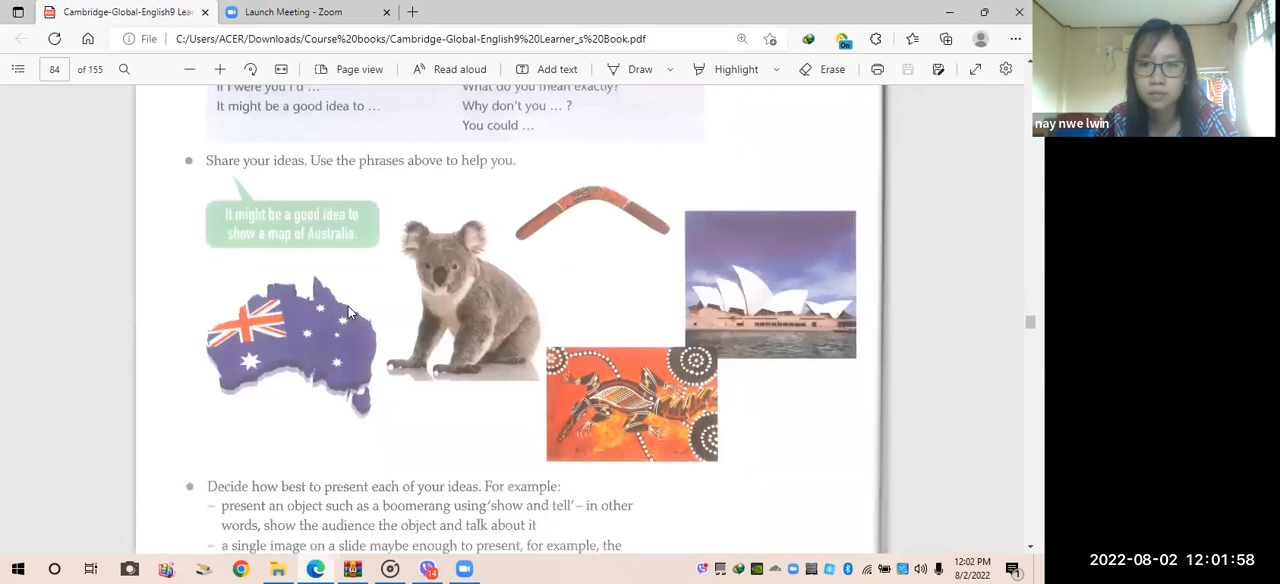 Cambridge-Global-English9 Lea
Launch Meeting - Zoom
File
C:/Users/ACER/Downloads/Course%20books/Cambridge-Global-English9%20Learner_s%20Book.pdf
On
84 of 155
Page view
Read aloud
Add text
Draw
Highlight
Erase
nay nwe lwin
If I were you I'd ...
What do you mean exactly?
It might be a good idea to ...
Why don't you ... ?
You could ...
Share your ideas. Use the phrases above to help you.
It might be a good idea to
show a map of Australia.
Decide how best to present each of your ideas. For example:
– present an object such as a boomerang using 'show and tell' – in other
words, show the audience the object and talk about it
– a single image on a slide maybe enough to present, for example, the
14
12:02 PM
8/2/2022
1
2022-08-02 12:01:58